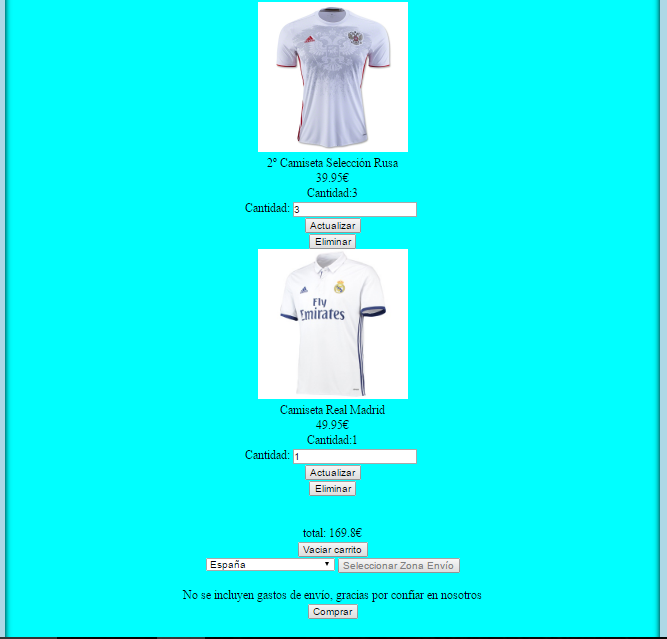 2º Camiseta Selección Rusa
39.95€
Cantidad:3
Cantidad: 3
Actualizar
Eliminar
Fly
Emirates
Camiseta Real Madrid
49.95€
Cantidad:1
Cantidad: 1
Actualizar
Eliminar
total: 169.8€
Vaciar carrito
España Seleccionar Zona Envío
No se incluyen gastos de envío, gracias por confiar en nosotros
Comprar